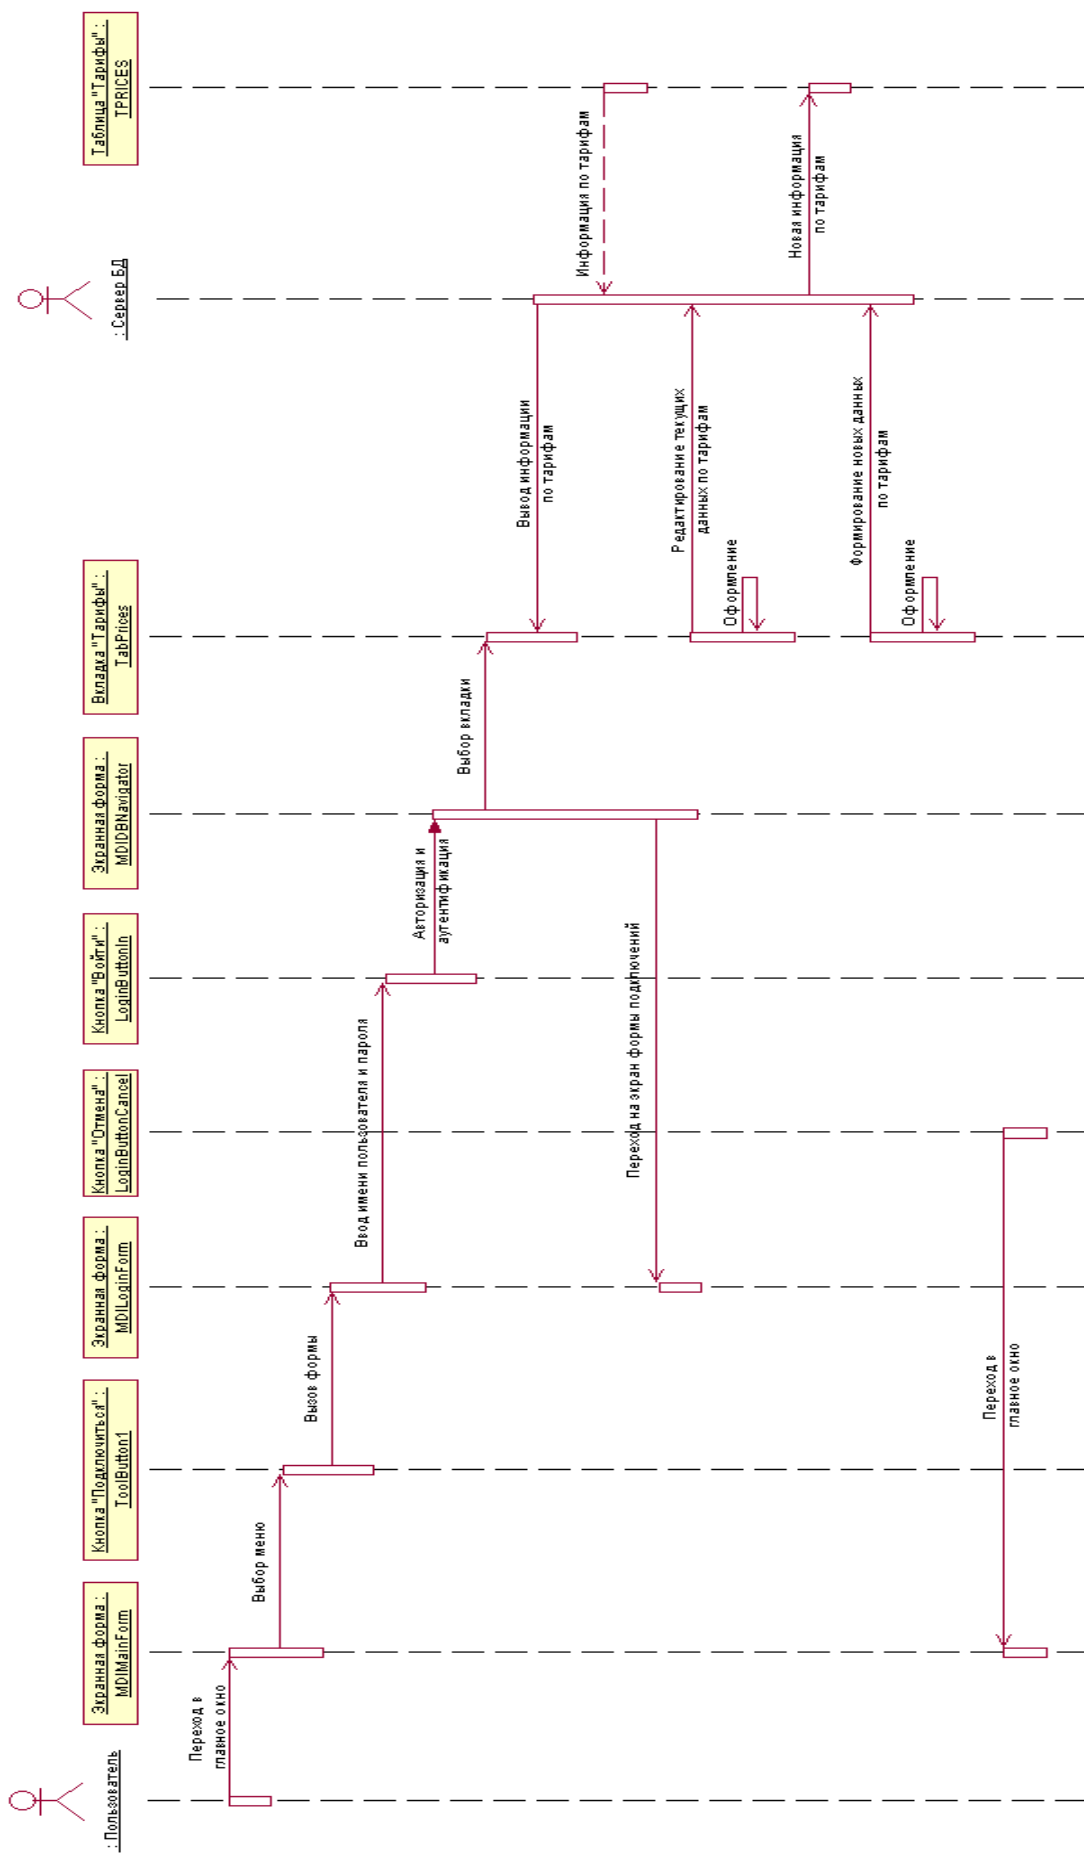 : Пользователь
Экранная форма :
MDIMainForm
Кнопка "Подключиться" :
ToolButton1
Экранная форма :
MDILoginForm
Кнопка "Отмена" :
LoginButtonCancel
Кнопка "Войти" :
LoginButtonIn
Экранная форма :
MDIDBNavigator
Вкладка "Тарифы" :
TabPrices
: Сервер БД
Таблица "Тарифы" :
TPRICES
Переход в
главное окно
Выбор меню
Вызов формы
Ввод имени пользователя и пароля
Авторизация и
аутентификация
Выбор вкладки
Вывод информации
по тарифам
Информация по тарифам
Переход на экран формы подключений
Редактирование текущих
данных по тарифам
Оформление
Новая информация
по тарифам
Формирование новых данных
по тарифам
Оформление
Переход в
главное окно